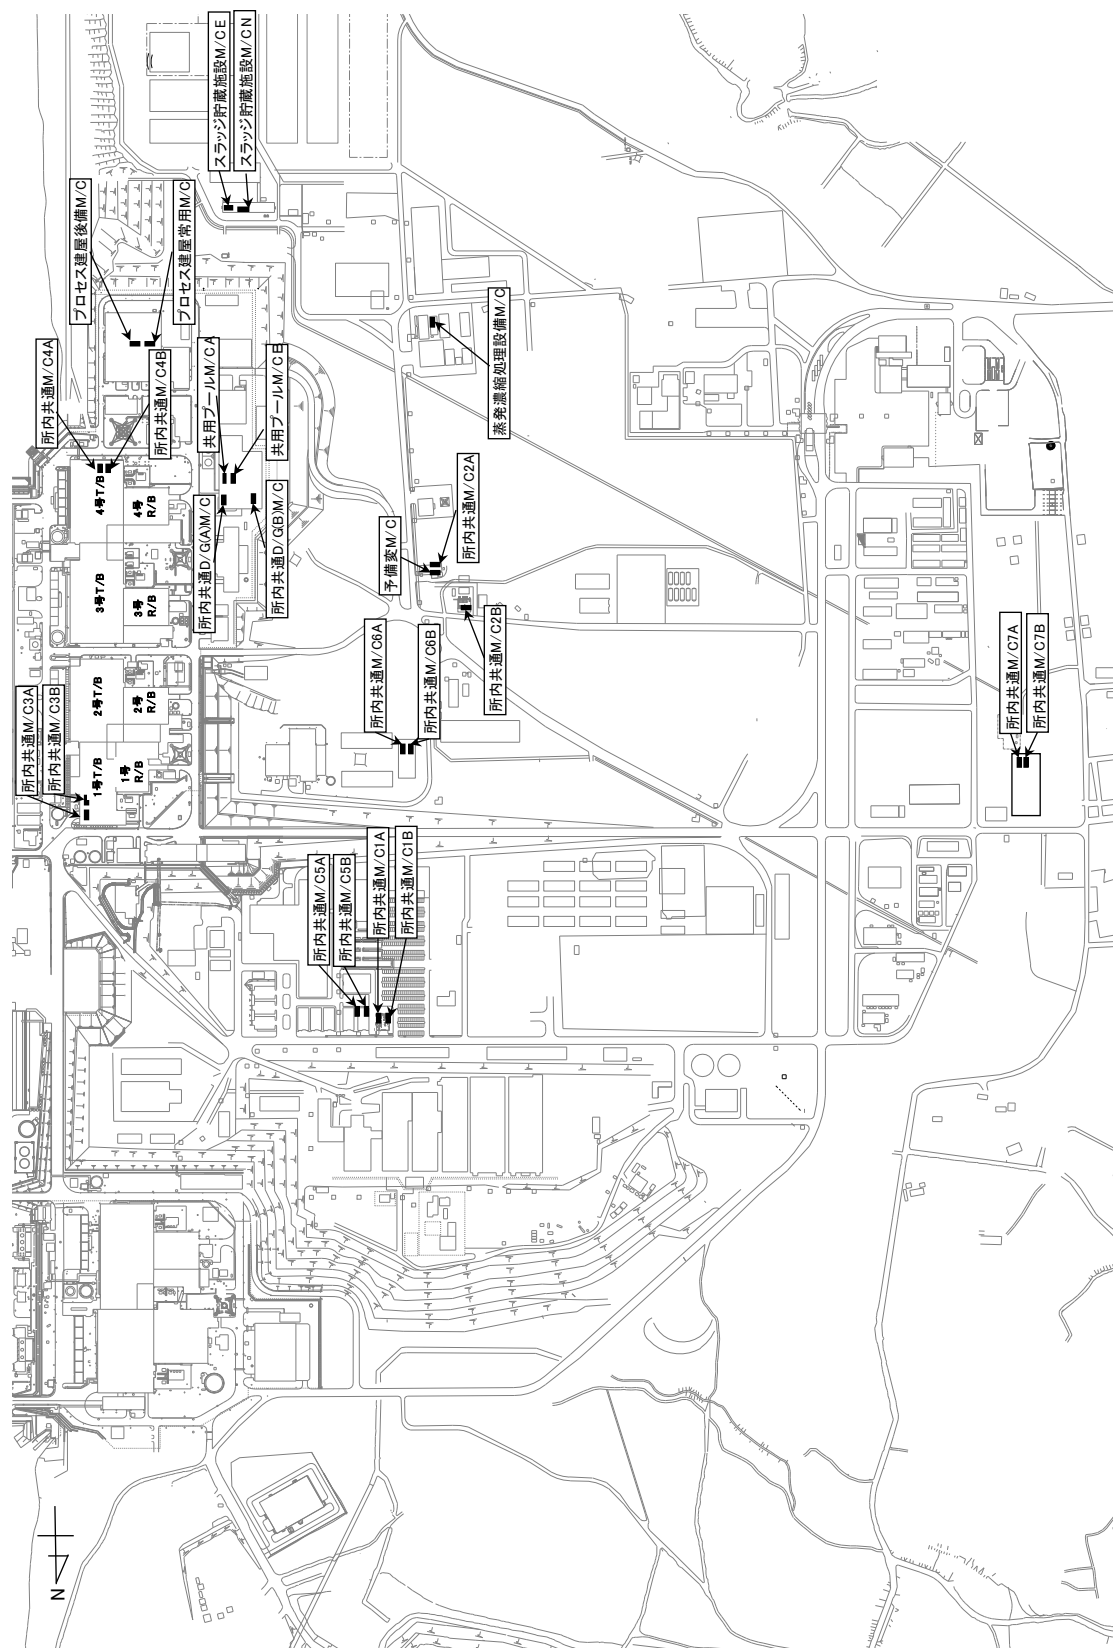 スラッジ貯蔵施設M/C E
スラッジ貯蔵施設M/C N
プロセス建屋後備M/C
プロセス建屋常用M/C
所内共通M/C4A
所内共通M/C4B
共用プールM/C A
共用プールM/C B
蒸発濃縮処理設備M/C
4号T/B
4号
R/B
所内共通D/G(A)M/C
所内共通D/G(B)M/C
所内共通M/C2A
予備変M/C
所内共通M/C2B
3号T/B
3号
R/B
所内共通M/C6A
所内共通M/C6B
所内共通M/C7A
所内共通M/C7B
2号T/B
2号
R/B
所内共通M/C3A
所内共通M/C3B
1号T/B
1号
R/B
所内共通M/C5A
所内共通M/C5B
所内共通M/C1A
所内共通M/C1B
N